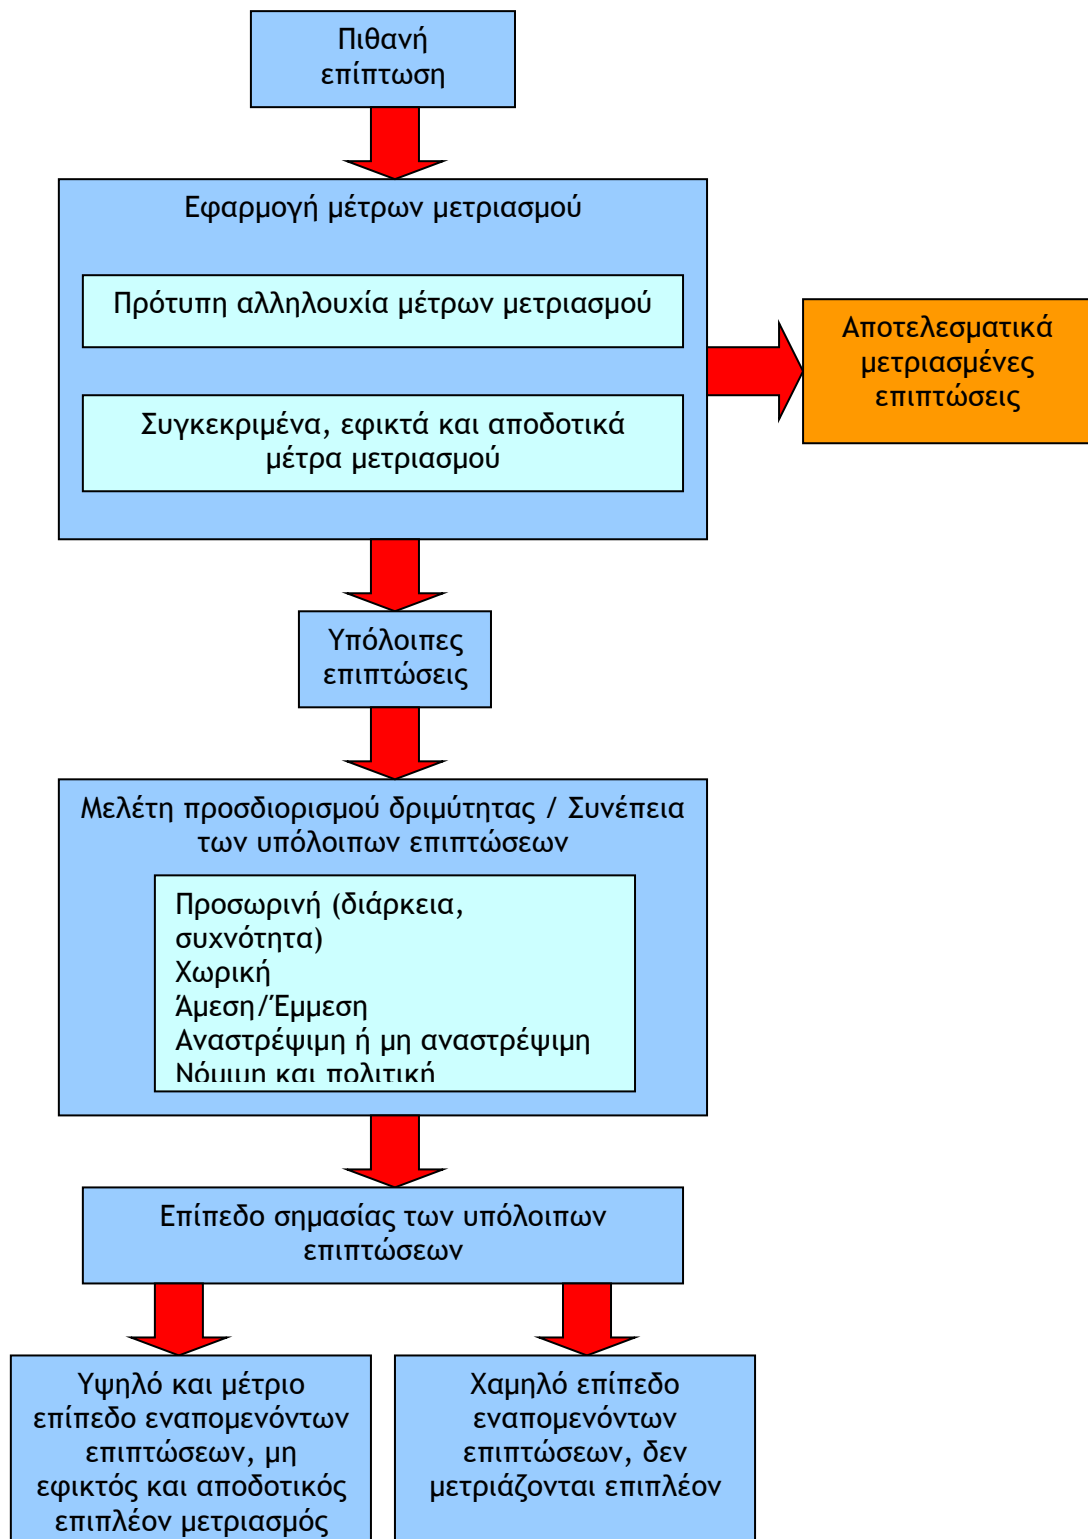 Πιθανή
επίπτωση
Εφαρμογή μέτρων μετριασμού
Πρότυπη αλληλουχία μέτρων μετριασμού
Συγκεκριμένα, εφικτά και αποδοτικά
μέτρα μετριασμού
Αποτελεσματικά
μετριασμένες
επιπτώσεις
Υπόλοιπες
επιπτώσεις
Μελέτη προσδιορισμού δριμύτητας / Συνέπεια
των υπόλοιπων επιπτώσεων
Προσωρινή (διάρκεια,
συχνότητα)
Χωρική
Άμεση/Έμμεση
Αναστρέψιμη ή μη αναστρέψιμη
Νόμιμη και πολιτική
Επίπεδο σημασίας των υπόλοιπων
επιπτώσεων
Υψηλό και μέτριο
επίπεδο εναπομενόντων
επιπτώσεων, μη
εφικτός και αποδοτικός
επιπλέον μετριασμός
Χαμηλό επίπεδο
εναπομενόντων
επιπτώσεων, δεν
μετριάζονται επιπλέον